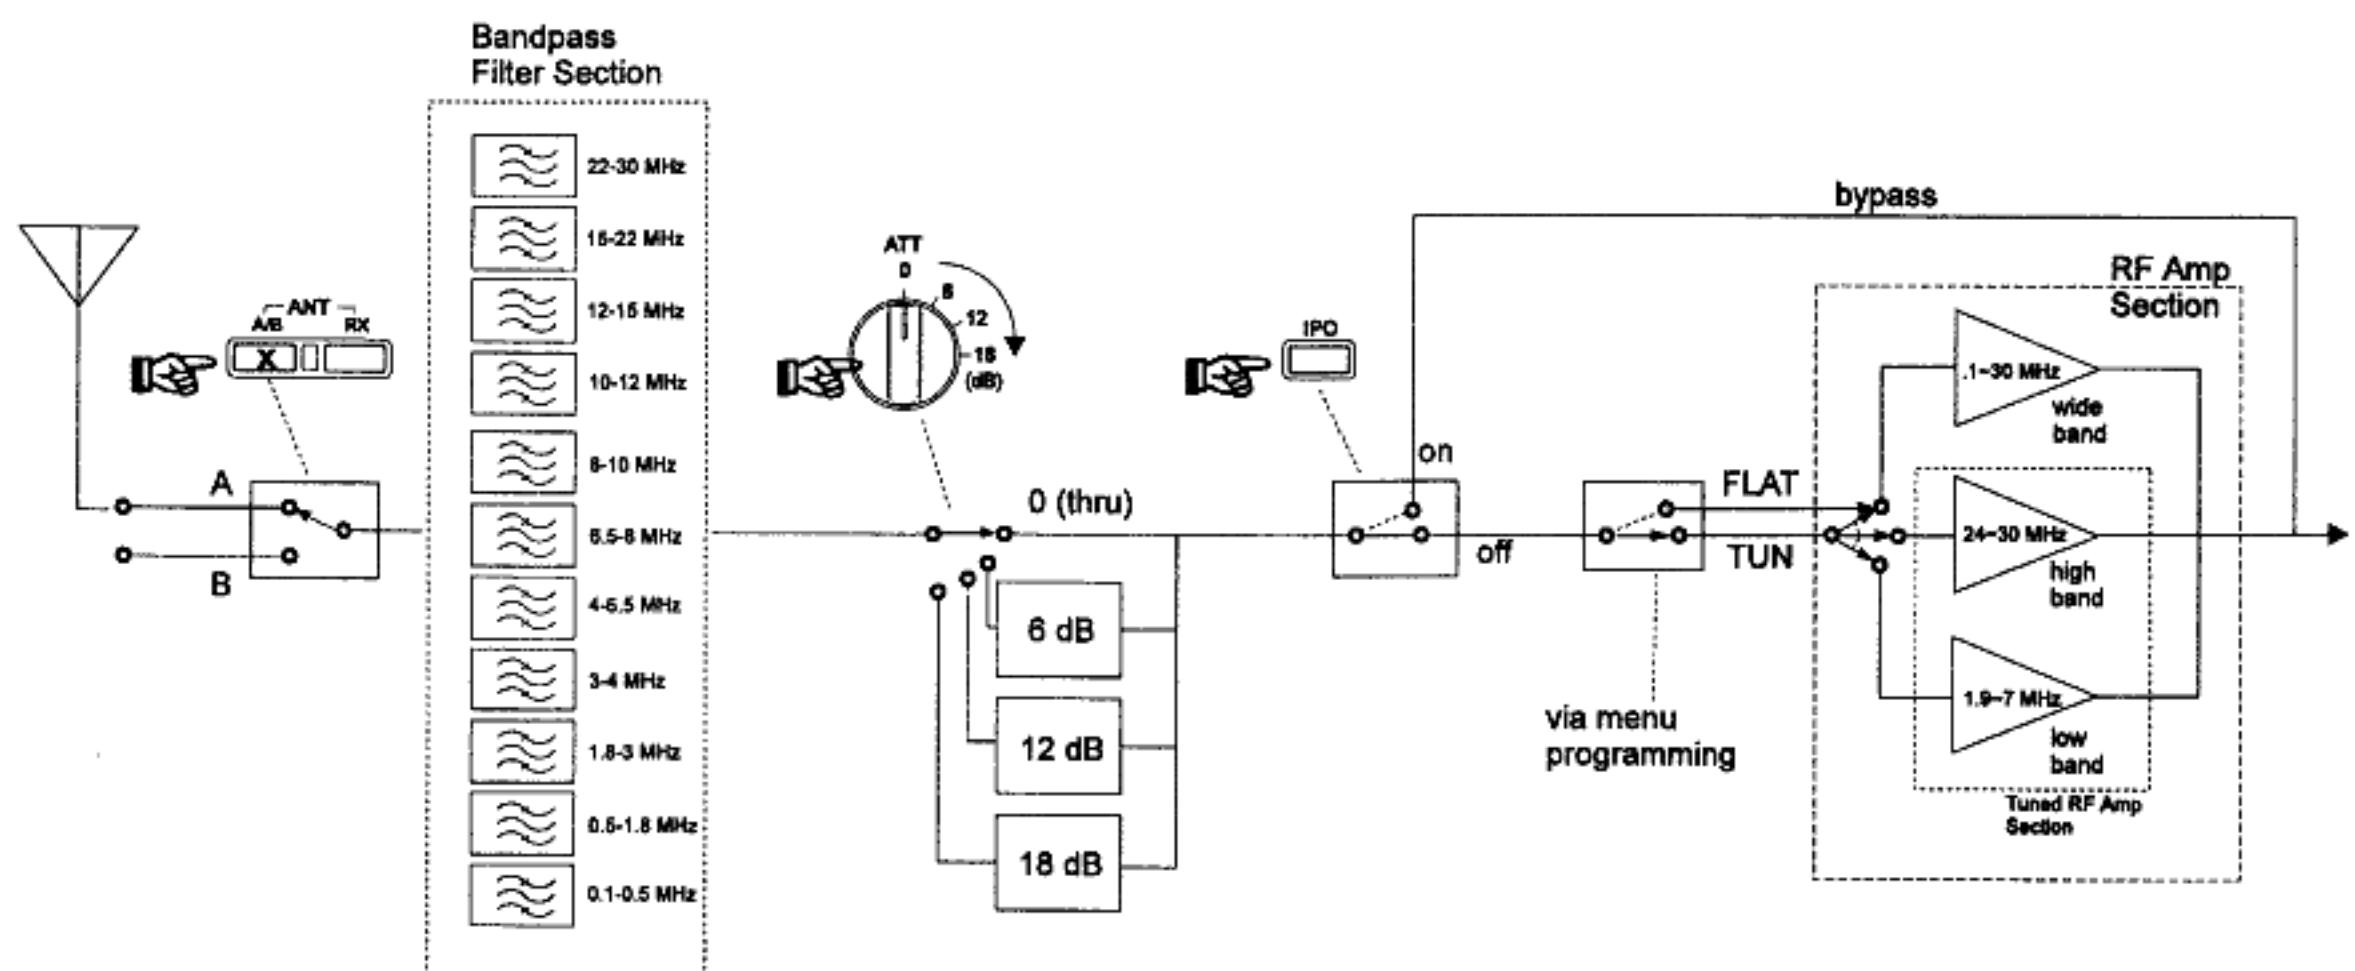 Bandpass
Filter Section
22-30 MHz
15-22 MHz
12-15 MHz
10-12 MHz
8-10 MHz
6.5-8 MHz
4-6.5 MHz
3-4 MHz
1.8-3 MHz
0.5-1.8 MHz
0.1-0.5 MHz
ANT
A/B RX
X
A
B
ATT
0
6
12
18
(dB)
0 (thru)
6 dB
12 dB
18 dB
IPO
on
off
bypass
FLAT
TUN
via menu
programming
RF Amp
Section
.1~30 MHz
wide
band
24~30 MHz
high
band
1.9~7 MHz
low
band
Tuned RF Amp
Section